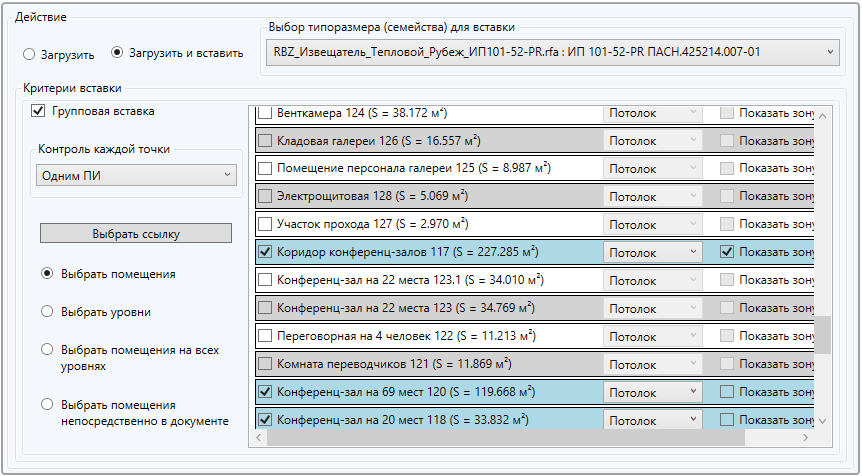 Действие
Загрузить
Загрузить и вставить
Выбор типоразмера (семейства) для вставки
RBZ_Извещатель_Тепловой_Рубеж_ИП101-52-PR.rfa : ИП 101-52-PR ПАСН.425214.007-01
Критерии вставки
Групповая вставка
Контроль каждой точки
Одним ПИ
Выбрать ссылку
Выбрать помещения
Выбрать уровни
Выбрать помещения на всех
уровнях
Выбрать помещения
непосредственно в документе
Венткамера 124 (S = 38.172 м²) Потолок Показать зону
Кладовая галереи 126 (S = 16.557 м²) Потолок Показать зону
Помещение персонала галереи 125 (S = 8.987 м²) Потолок Показать зону
Электрощитовая 128 (S = 5.069 м²) Потолок Показать зону
Участок прохода 127 (S = 2.970 м²) Потолок Показать зону
Коридор конференц-залов 117 (S = 227.285 м²) Потолок Показать зону
Конференц-зал на 22 места 123.1 (S = 34.010 м²) Потолок Показать зону
Конференц-зал на 22 места 123 (S = 34.769 м²) Потолок Показать зону
Переговорная на 4 человек 122 (S = 11.213 м²) Потолок Показать зону
Комната переводчиков 121 (S = 11.869 м²) Потолок Показать зону
Конференц-зал на 69 мест 120 (S = 119.668 м²) Потолок Показать зону
Конференц-зал на 20 мест 118 (S = 33.832 м²) Потолок Показать зону